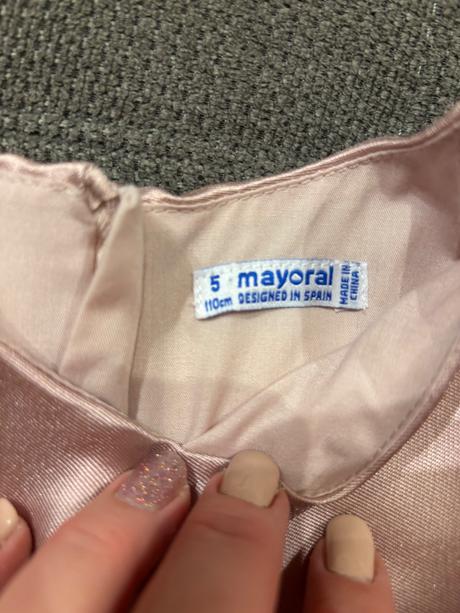 5 mayoral
110cm DESIGNED IN SPAIN
MADE IN
CHINA